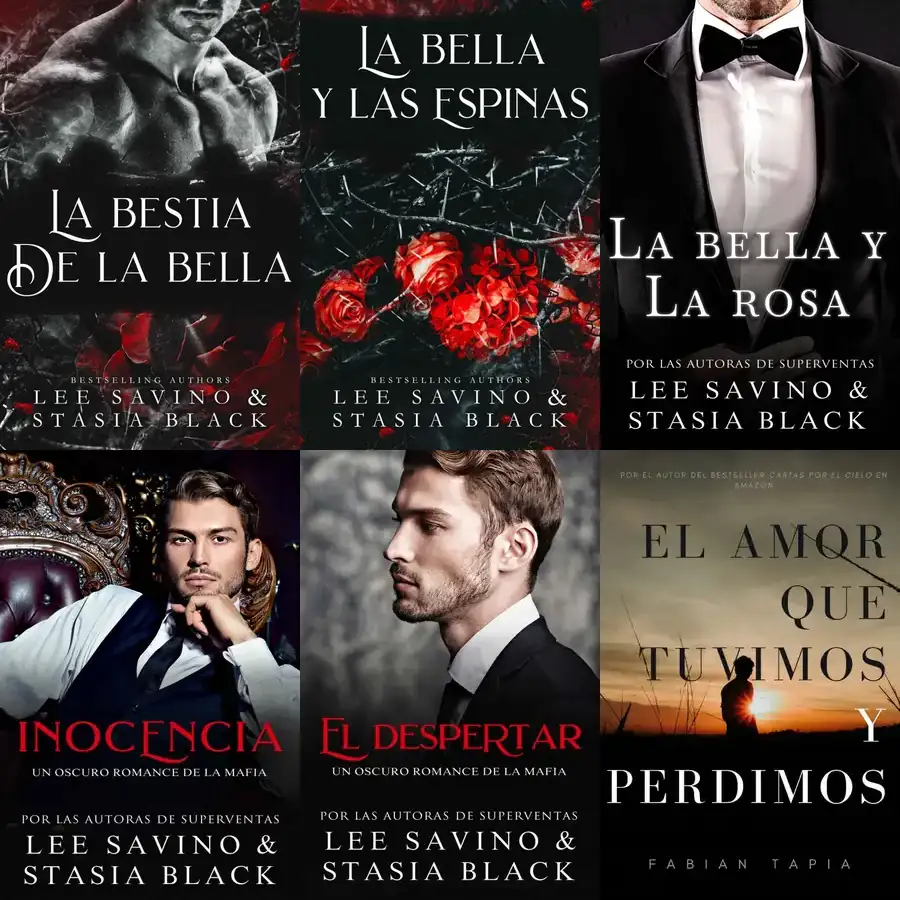 LA BESTIA
DE LA BELLA
BESTSELLING AUTHORS
LEE SAVINO &
STASIA BLACK
LA BELLA
Y LAS ESPINAS
BESTSELLING AUTHORS
LEE SAVINO &
STASIA BLACK
LA BELLA Y
LA ROSA
POR LAS AUTORAS DE SUPERVENTAS
LEE SAVINO &
STASIA BLACK
INOCENCIA
UN OSCURO ROMANCE DE LA MAFIA
POR LAS AUTORAS DE SUPERVENTAS
LEE SAVINO &
STASIA BLACK
EL DESPERTAR
UN OSCURO ROMANCE DE LA MAFIA
POR LAS AUTORAS DE SUPERVENTAS
LEE SAVINO &
STASIA BLACK
POR EL AUTOR DEL BESTSELLER CARTAS POR EL CIELO EN
AMAZON
EL AMOR
QUE
TUVIMOS
Y
PERDIMOS
FABIAN TAPIA